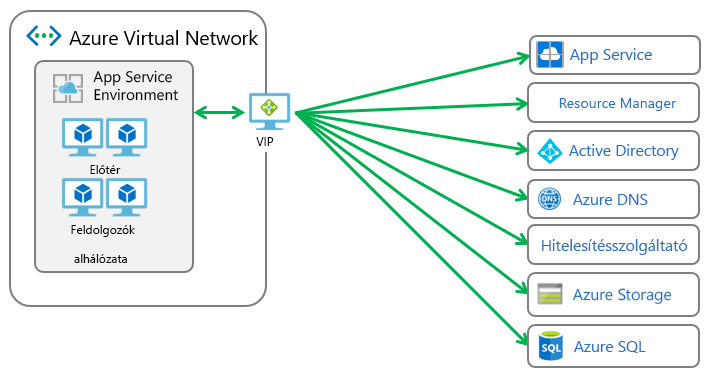 Azure Virtual Network
App Service
Environment
Előtér
Feldolgozók
alhálózata
VIP
App Service
Resource Manager
Active Directory
DNS
Azure DNS
Hitelesítésszolgáltató
Azure Storage
SQL
Azure SQL